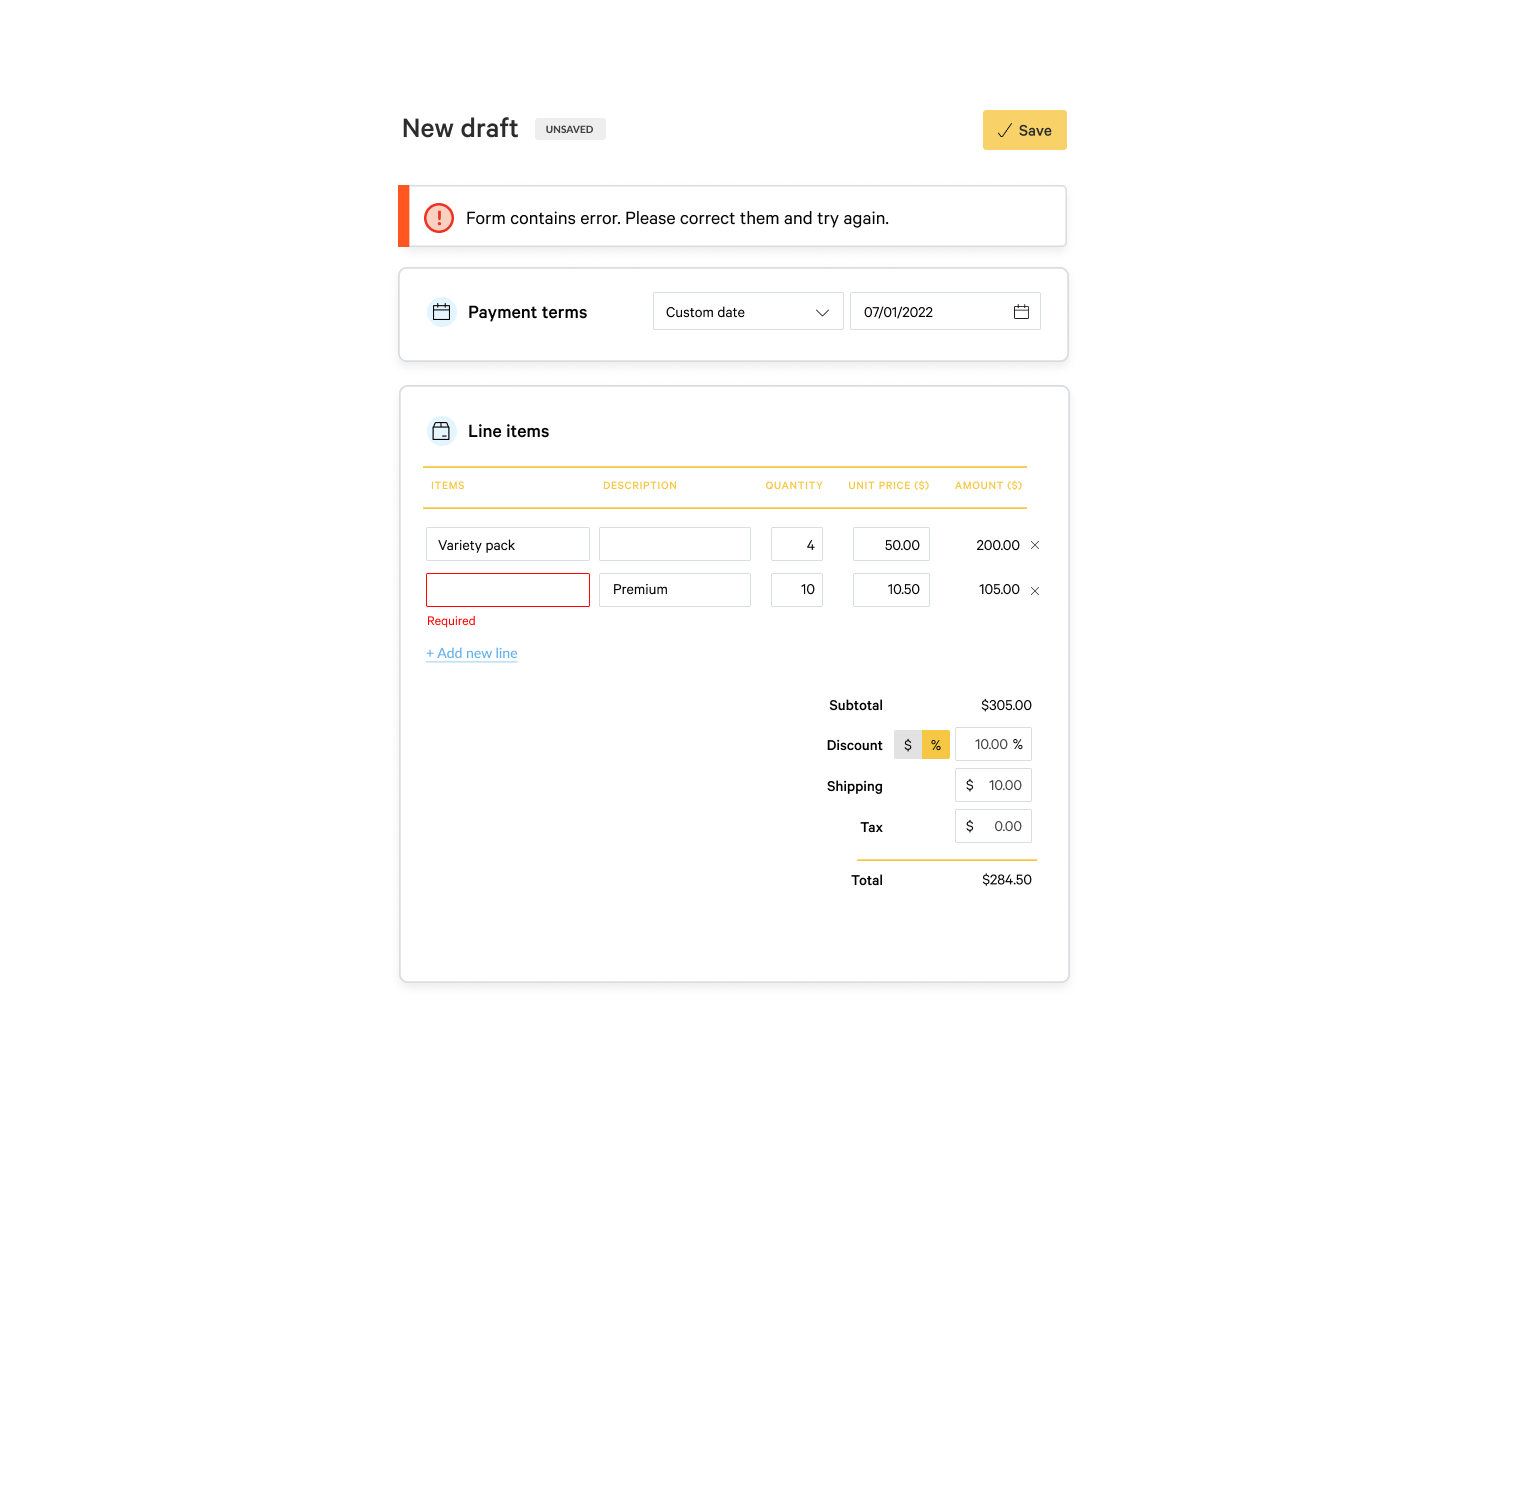 New draft UNSAVED Save
Form contains error. Please correct them and try again.
Payment terms Custom date 07/01/2022
Line items
ITEMS DESCRIPTION QUANTITY UNIT PRICE ($) AMOUNT ($)
Variety pack 4 50.00 200.00
Premium 10 10.50 105.00
Required
+ Add new line
Subtotal $305.00
Discount $ % 10.00 %
Shipping $ 10.00
Tax $ 0.00
Total $284.50